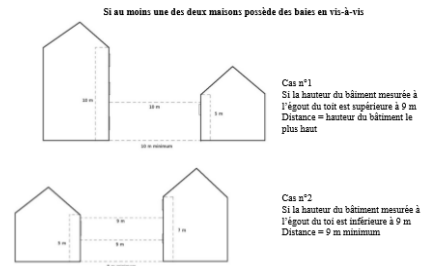 Si au moins une des deux maisons possède des baies en vis-à-vis
Cas n°1
Si la hauteur du bâiment mesurée à
l'égout du toit est supérieure à 9 m
Distance = hauteur du bâtiment le
plus haut
10 m
10 m
5 m
10 m minimum
Cas n°2
Si la hauteur du bâtiment mesurée à
l'égout du toi est inférieure à 9 m
Distance = 9 m minimum
9 m
7 m
5 m
9 m